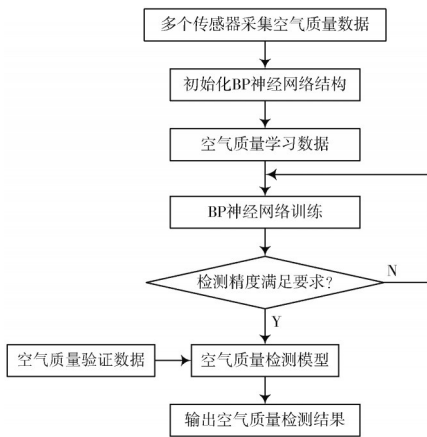 多个传感器采集空气质量数据
初始化BP神经网络结构
空气质量学习数据
BP神经网络训练
检测精度满足要求?
N
Y
空气质量验证数据
空气质量检测模型
输出空气质量检测结果